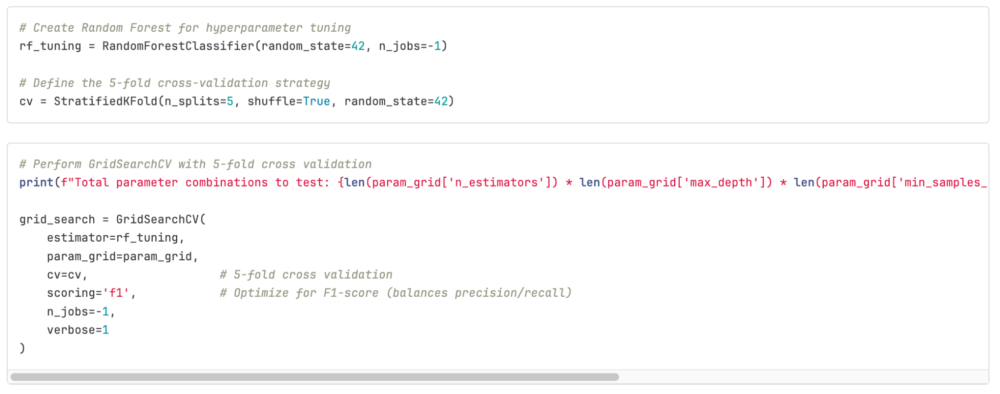 # Create Random Forest for hyperparameter tuning
rf_tuning = RandomForestClassifier(random_state=42, n_jobs=-1)
# Define the 5-fold cross-validation strategy
cv = StratifiedKFold(n_splits=5, shuffle=True, random_state=42)
# Perform GridSearchCV with 5-fold cross validation
print(f"Total parameter combinations to test: {len(param_grid['n_estimators']) * len(param_grid['max_depth']) * len(param_grid['min_samples_
grid_search = GridSearchCV(
    estimator=rf_tuning,
    param_grid=param_grid,
    cv=cv,                   # 5-fold cross validation
    scoring='f1',            # Optimize for F1-score (balances precision/recall)
    n_jobs=-1,
    verbose=1
)